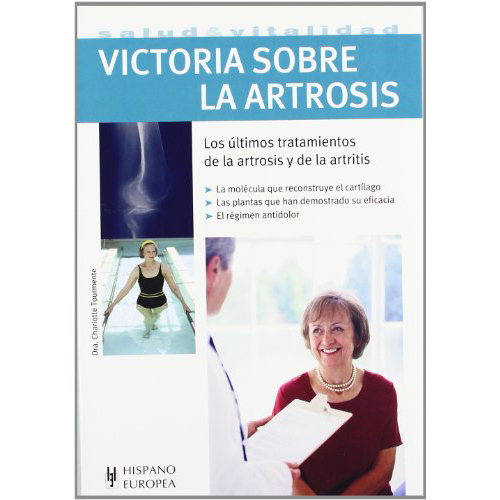 salud&vitalidad
VICTORIA SOBRE
LA ARTROSIS
Los últimos tratamientos
de la artrosis y de la artritis
➤ La molécula que reconstruye el cartílago
➤ Las plantas que han demostrado su eficacia
➤ El régimen antidolor
Dra. Charlotte Tourmente
HISPANO
EUROPEA